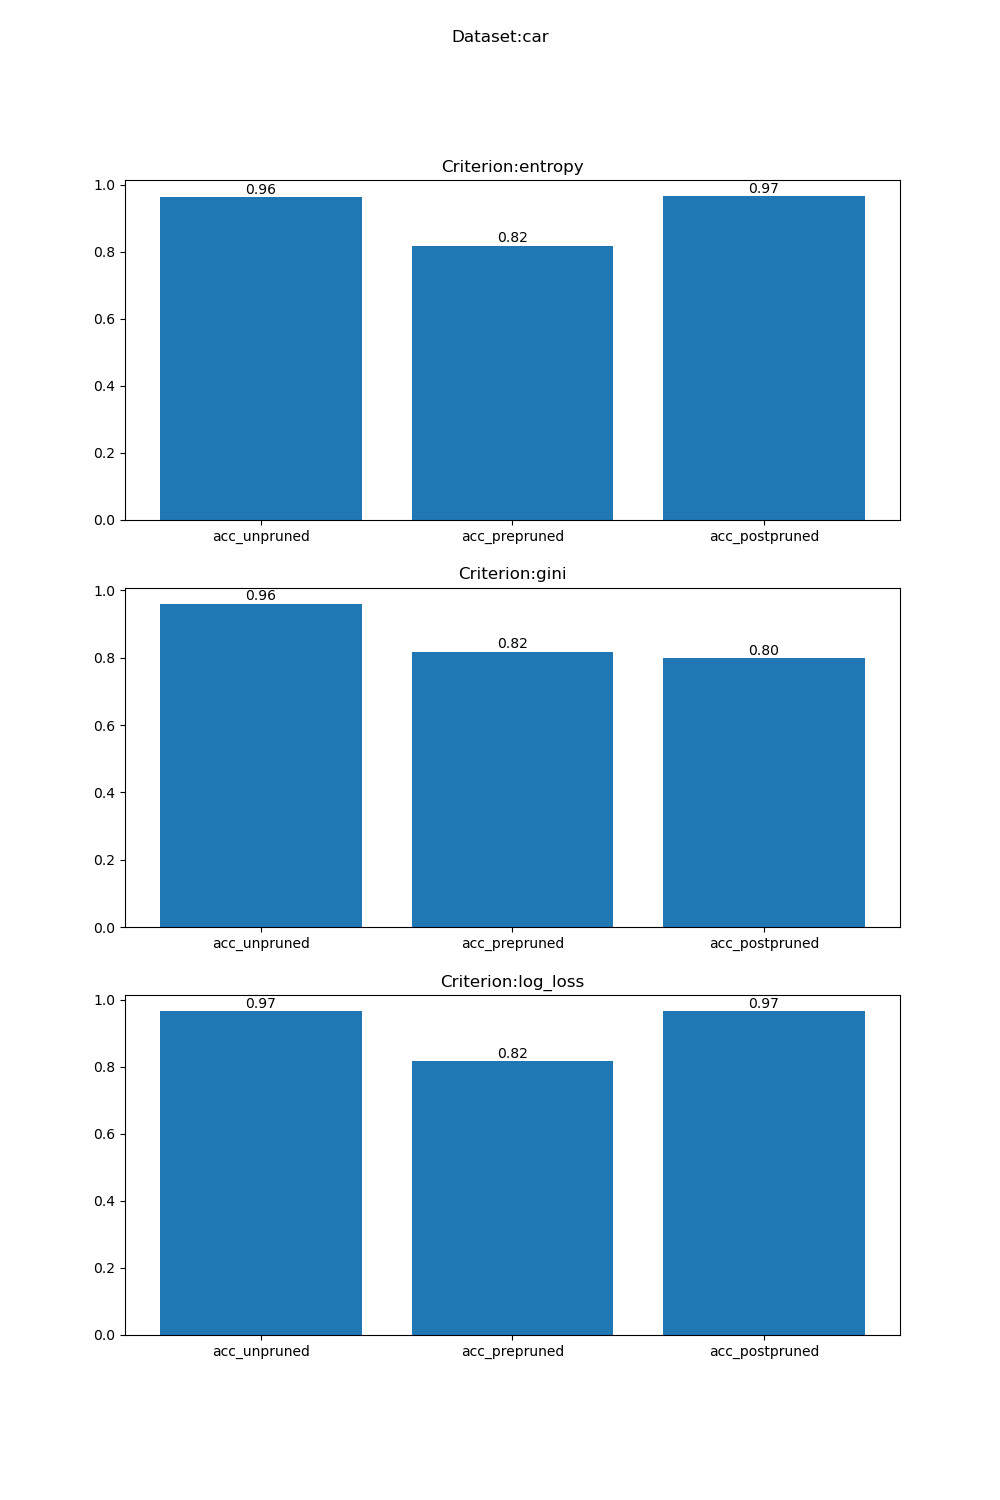 Dataset:car
Criterion:entropy
1.0
0.8
0.6
0.4
0.2
0.0
0.96
0.82
0.97
acc_unpruned
acc_prepruned
acc_postpruned
Criterion:gini
1.0
0.8
0.6
0.4
0.2
0.0
0.96
0.82
0.80
acc_unpruned
acc_prepruned
acc_postpruned
Criterion:log_loss
1.0
0.8
0.6
0.4
0.2
0.0
0.97
0.82
0.97
acc_unpruned
acc_prepruned
acc_postpruned